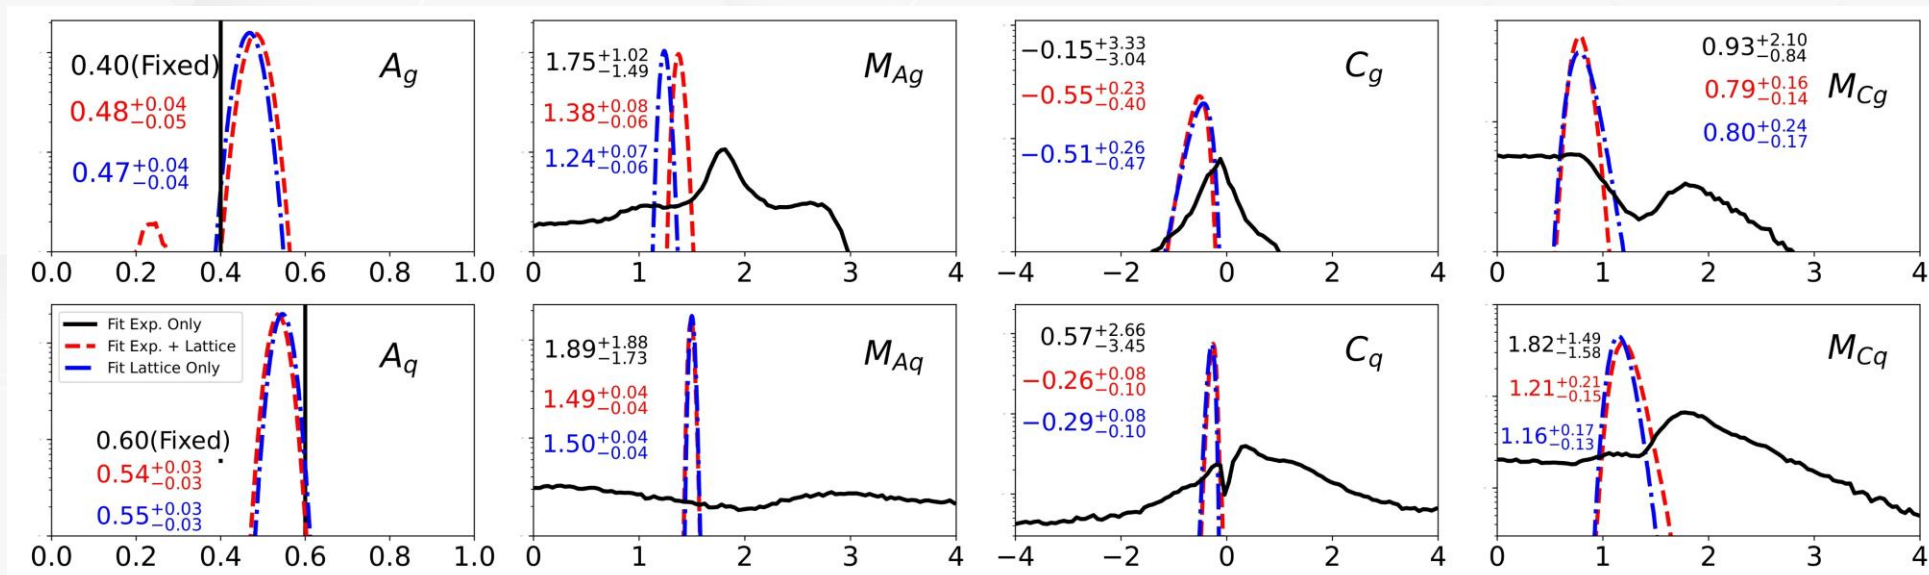 0.40(Fixed)
A_g
0.48^{+0.04}_{-0.05}
0.47^{+0.04}_{-0.04}
0.0 0.2 0.4 0.6 0.8 1.0
1.75^{+1.02}_{-1.49}
M_{Ag}
1.38^{+0.08}_{-0.06}
1.24^{+0.07}_{-0.06}
0 1 2 3 4
−0.15^{+3.33}_{-3.04}
C_g
−0.55^{+0.23}_{-0.40}
−0.51^{+0.26}_{-0.47}
−4 −2 0 2 4
0.93^{+2.10}_{-0.84}
0.79^{+0.16}_{-0.14}
M_{Cg}
0.80^{+0.24}_{-0.17}
0 1 2 3 4
Fit Exp. Only
Fit Exp. + Lattice
Fit Lattice Only
A_q
0.60(Fixed)
0.54^{+0.03}_{-0.03}
0.55^{+0.03}_{-0.03}
0.0 0.2 0.4 0.6 0.8 1.0
1.89^{+1.88}_{-1.73}
M_{Aq}
1.49^{+0.04}_{-0.04}
1.50^{+0.04}_{-0.04}
0 1 2 3 4
0.57^{+2.66}_{-3.45}
C_q
−0.26^{+0.08}_{-0.10}
−0.29^{+0.08}_{-0.10}
−4 −2 0 2 4
1.82^{+1.49}_{-1.58}
M_{Cq}
1.21^{+0.21}_{-0.15}
1.16^{+0.17}_{-0.13}
0 1 2 3 4